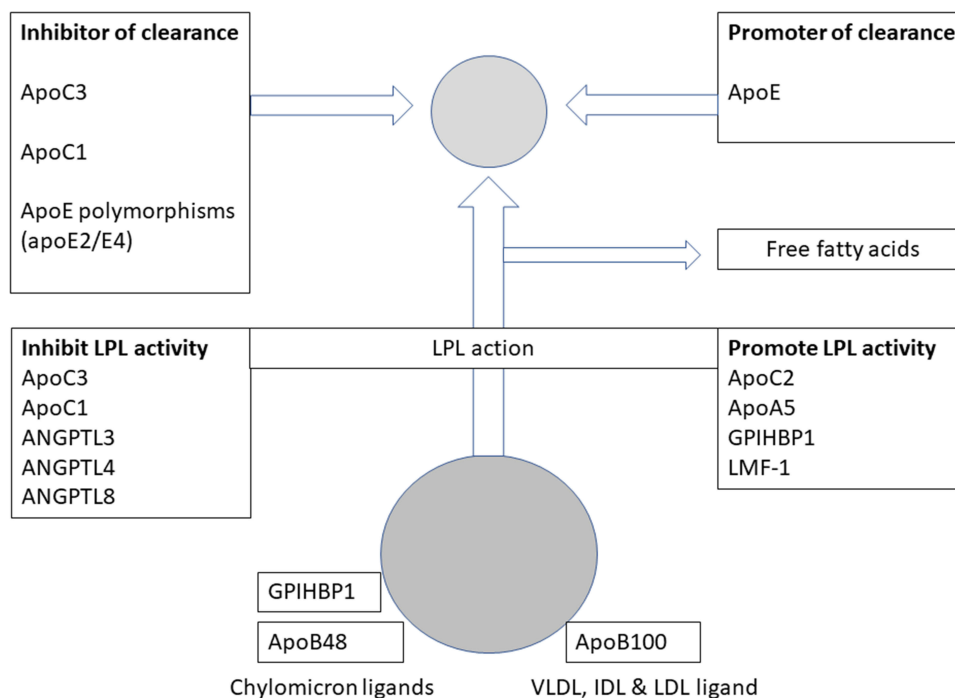 Inhibitor of clearance
ApoC3
ApoC1
ApoE polymorphisms
(apoE2/E4)
Promoter of clearance
ApoE
Free fatty acids
Inhibit LPL activity
ApoC3
ApoC1
ANGPTL3
ANGPTL4
ANGPTL8
LPL action
Promote LPL activity
ApoC2
ApoA5
GPIHBP1
LMF-1
GPIHBP1
ApoB48
ApoB100
Chylomicron ligands
VLDL, IDL & LDL ligand